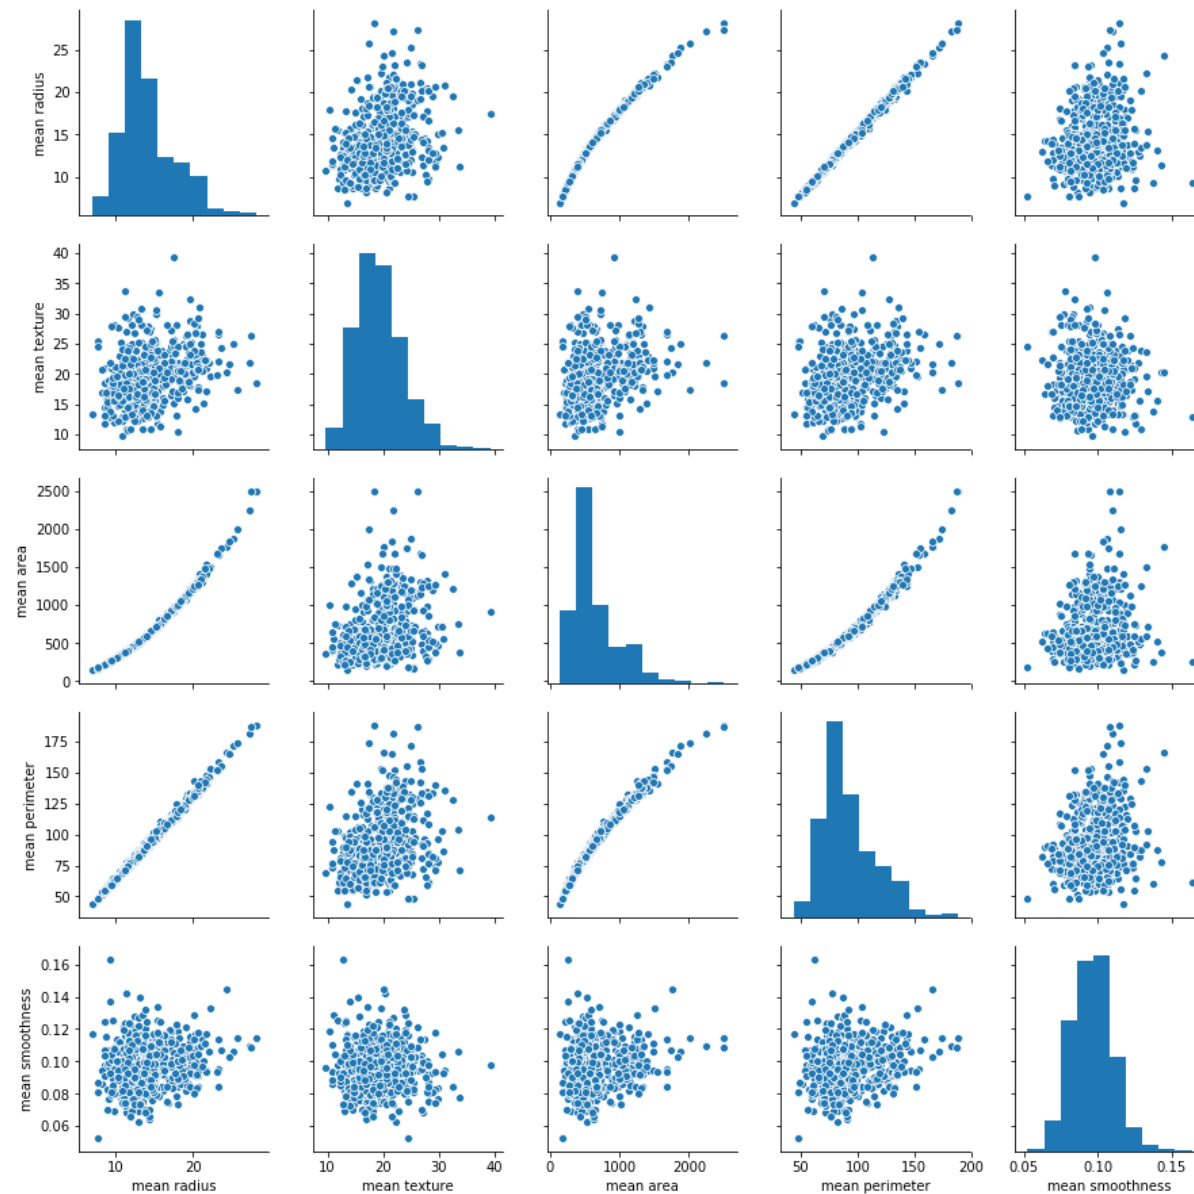 mean radius
25
20
15
10
mean texture
40
35
30
25
20
15
10
mean area
2500
2000
1500
1000
500
0
mean perimeter
175
150
125
100
75
50
mean smoothness
0.16
0.14
0.12
0.10
0.08
0.06
10 20
10 20 30 40
0 1000 2000
50 100 150 200
0.05 0.10 0.15
mean radius
mean texture
mean area
mean perimeter
mean smoothness